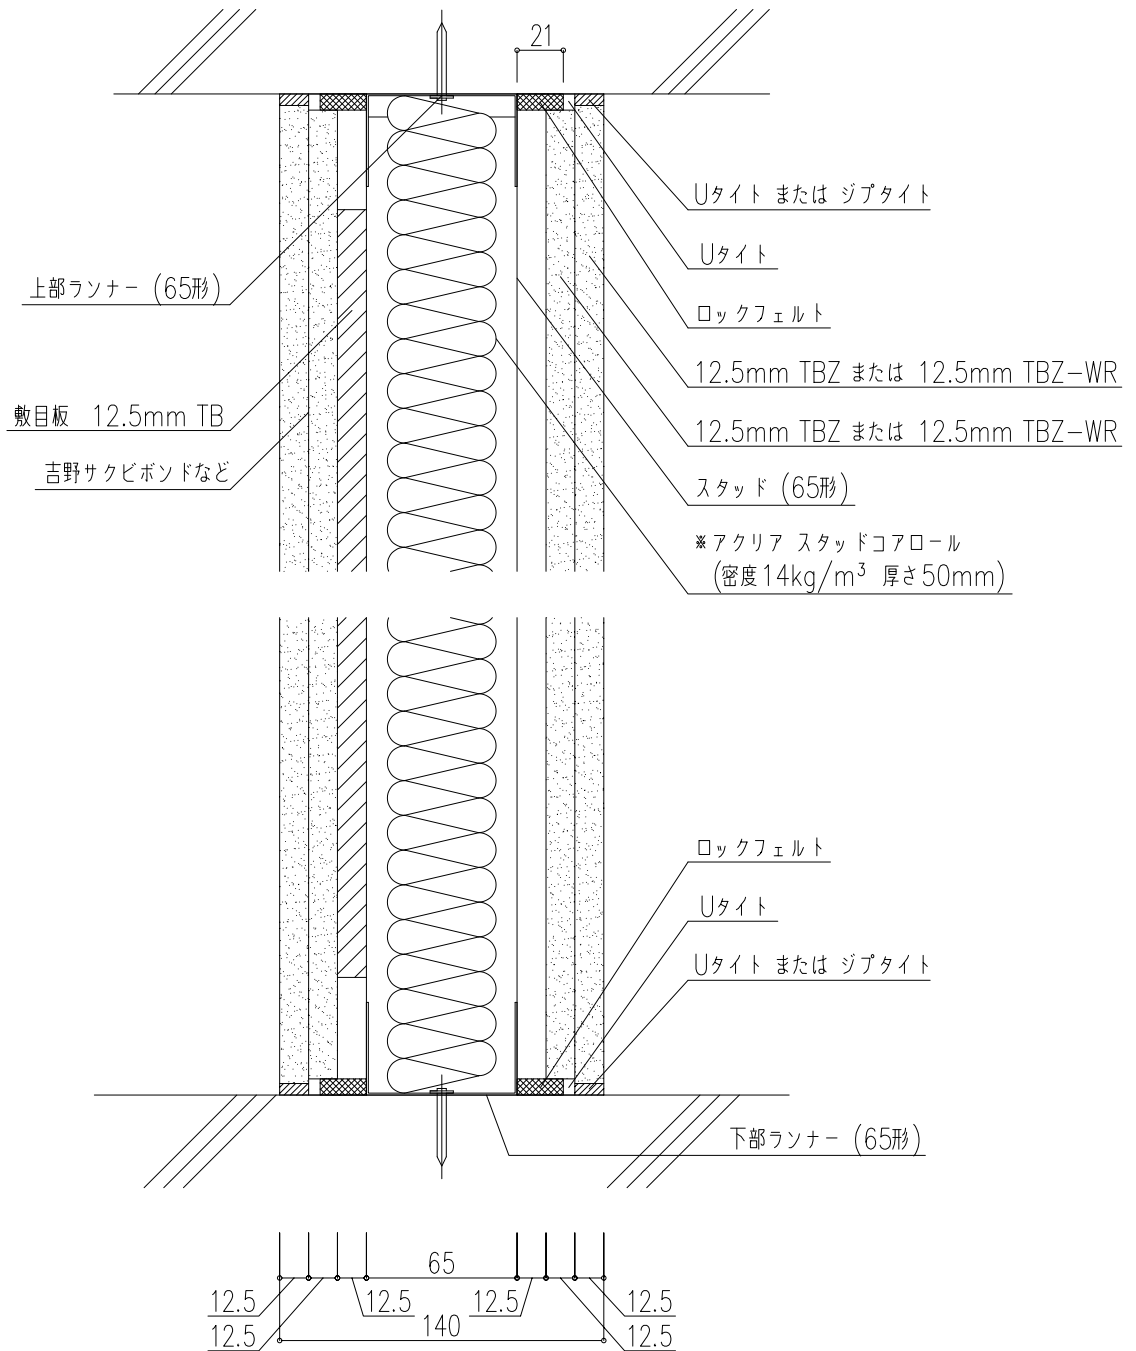 21
Uタイト または ジプタイト
Uタイト
上部ランナー (65形)
ロックフェルト
12.5mm TBZ または 12.5mm TBZ-WR
敷目板 12.5mm TB
12.5mm TBZ または 12.5mm TBZ-WR
吉野サクビボンドなど
スタッド (65形)
※アクリア スタッドコアロール
(密度14kg/m³ 厚さ50mm)
ロックフェルト
Uタイト
Uタイト または ジプタイト
下部ランナー (65形)
65
12.5
12.5
12.5
12.5
140
12.5
12.5